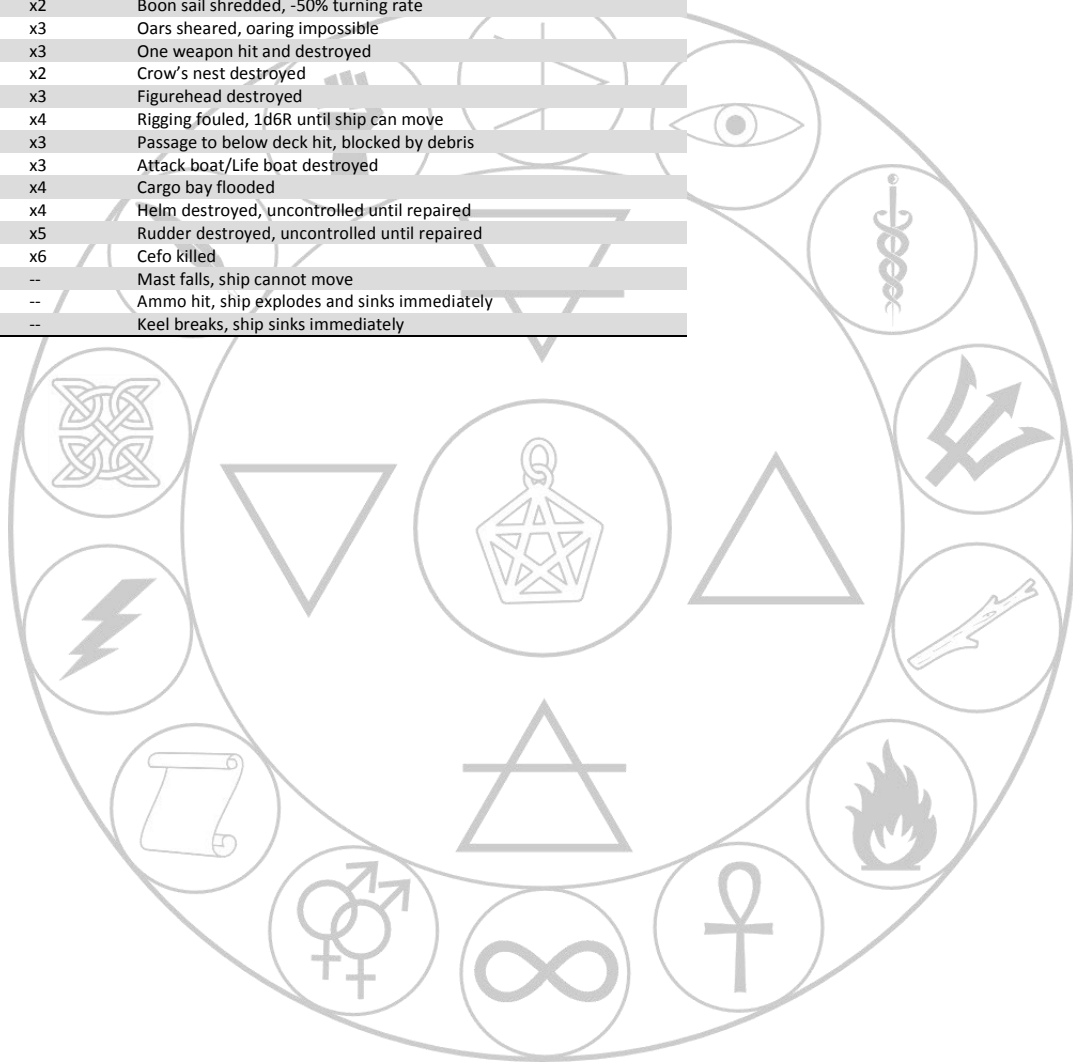 x2 Boon sail shredded, -50% turning rate
x3 Oars sheared, oaring impossible
x3 One weapon hit and destroyed
x2 Crow's nest destroyed
x3 Figurehead destroyed
x4 Rigging fouled, 1d6R until ship can move
x3 Passage to below deck hit, blocked by debris
x3 Attack boat/Life boat destroyed
x4 Cargo bay flooded
x4 Helm destroyed, uncontrolled until repaired
x5 Rudder destroyed, uncontrolled until repaired
x6 Cefo killed
-- Mast falls, ship cannot move
-- Ammo hit, ship explodes and sinks immediately
-- Keel breaks, ship sinks immediately